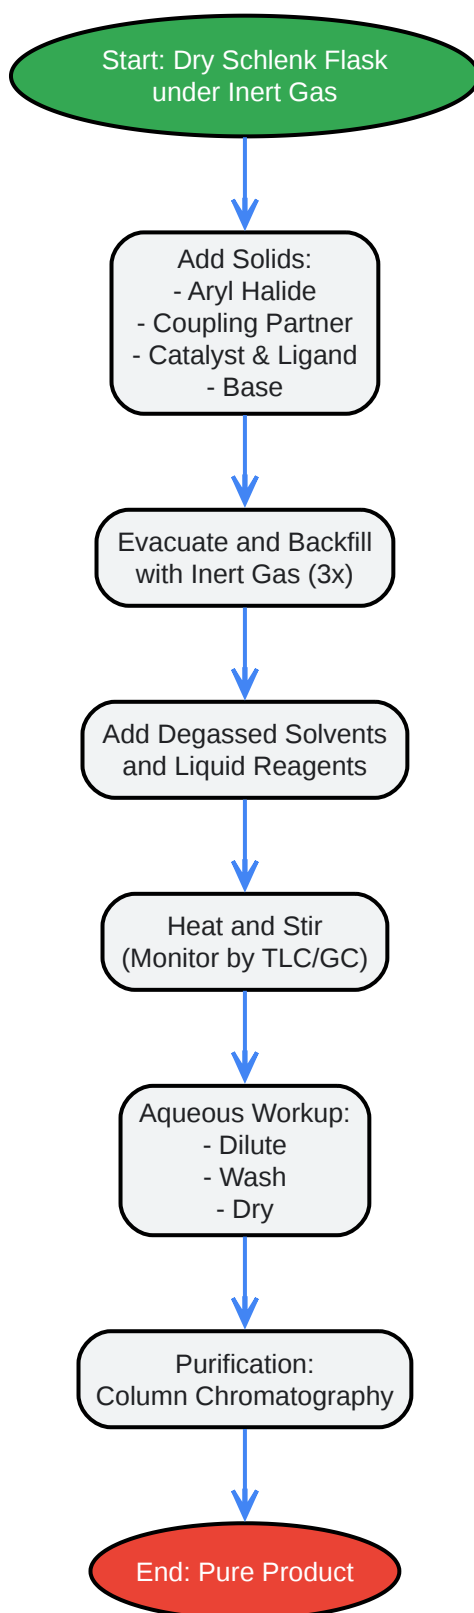 Start: Dry Schlenk Flask
under Inert Gas
Add Solids:
- Aryl Halide
- Coupling Partner
- Catalyst & Ligand
- Base
Evacuate and Backfill
with Inert Gas (3x)
Add Degassed Solvents
and Liquid Reagents
Heat and Stir
(Monitor by TLC/GC)
Aqueous Workup:
- Dilute
- Wash
- Dry
Purification:
Column Chromatography
End: Pure Product